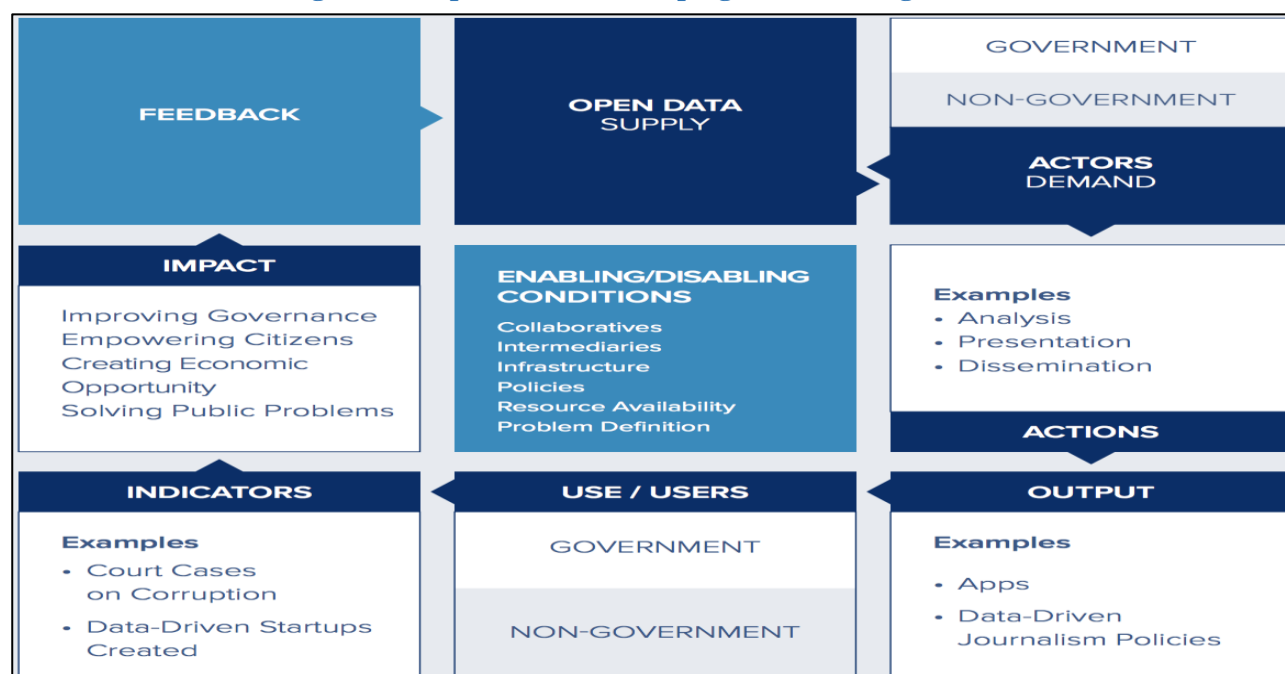 FEEDBACK
OPEN DATA
SUPPLY
GOVERNMENT
NON-GOVERNMENT
ACTORS
DEMAND
IMPACT
Improving Governance
Empowering Citizens
Creating Economic
Opportunity
Solving Public Problems
ENABLING/DISABLING
CONDITIONS
Collaboratives
Intermediaries
Infrastructure
Policies
Resource Availability
Problem Definition
Examples
• Analysis
• Presentation
• Dissemination
ACTIONS
INDICATORS
Examples
• Court Cases
on Corruption
• Data-Driven Startups
Created
USE / USERS
GOVERNMENT
NON-GOVERNMENT
OUTPUT
Examples
• Apps
• Data-Driven
Journalism Policies